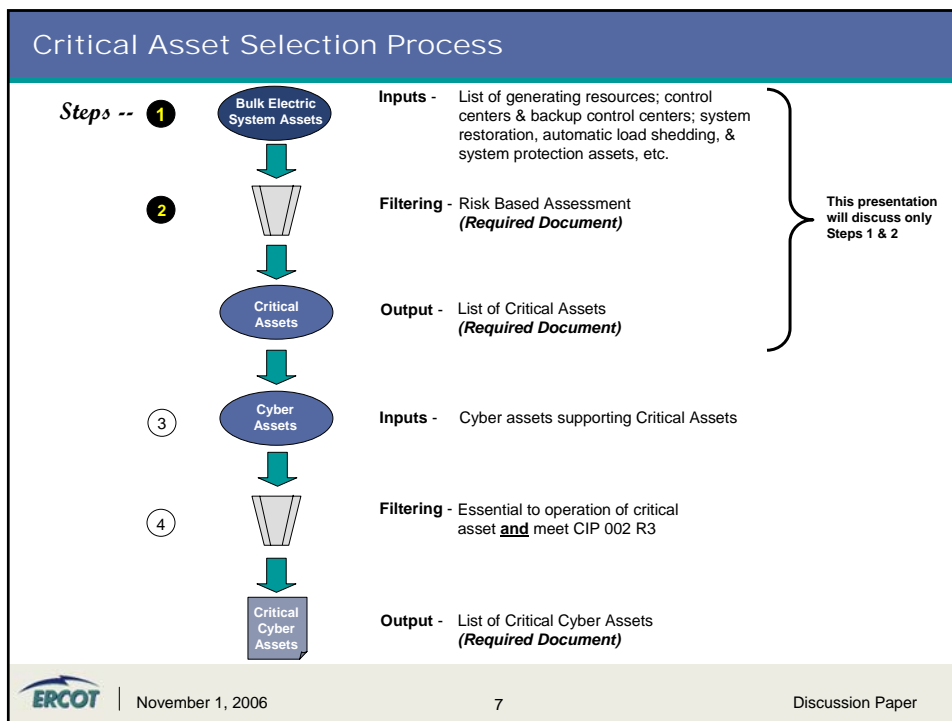 Critical Asset Selection Process
Steps -- 1
Bulk Electric
System Assets
Inputs - List of generating resources; control
centers & backup control centers; system
restoration, automatic load shedding, &
system protection assets, etc.
2
Filtering - Risk Based Assessment
(Required Document)
This presentation
will discuss only
Steps 1 & 2
Critical
Assets
Output - List of Critical Assets
(Required Document)
3
Cyber
Assets
Inputs - Cyber assets supporting Critical Assets
4
Filtering - Essential to operation of critical
asset and meet CIP 002 R3
Critical
Cyber
Assets
Output - List of Critical Cyber Assets
(Required Document)
ERCOT
November 1, 2006
7
Discussion Paper